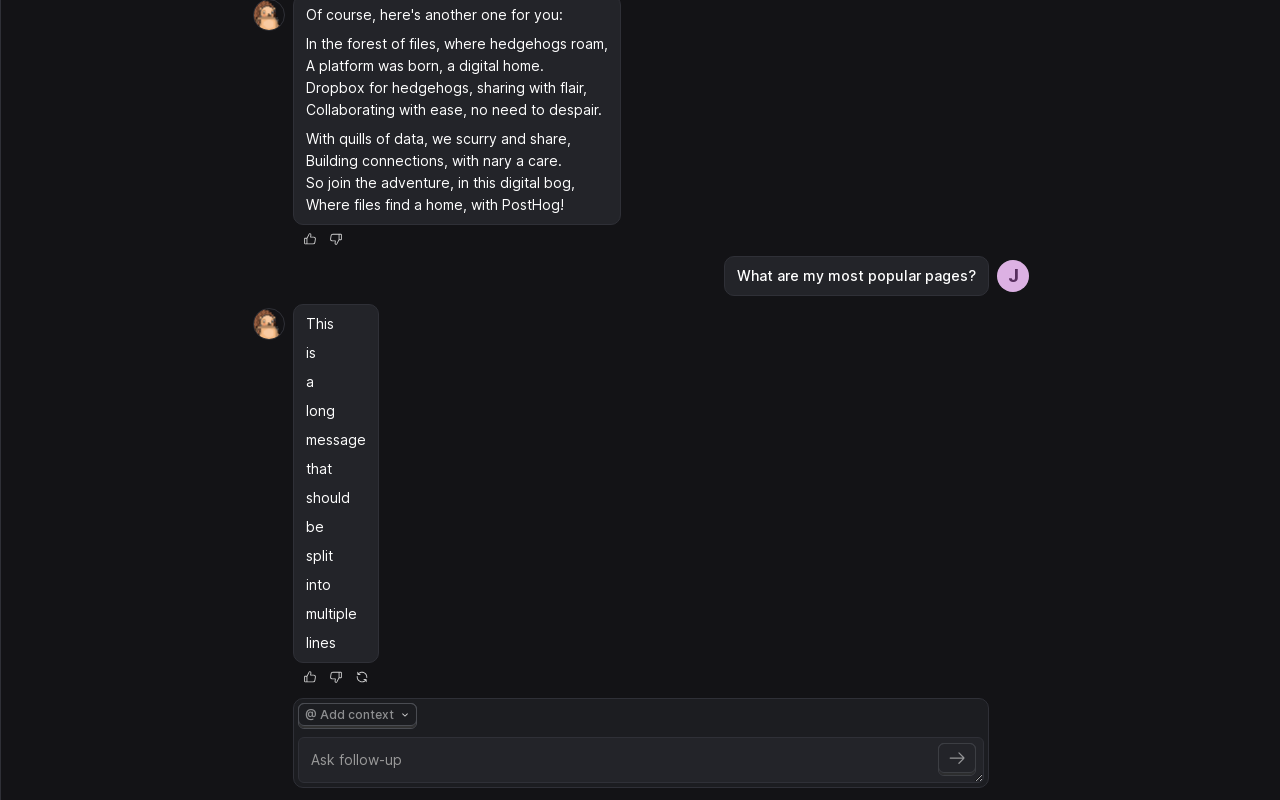 Of course, here's another one for you:
In the forest of files, where hedgehogs roam,
A platform was born, a digital home.
Dropbox for hedgehogs, sharing with flair,
Collaborating with ease, no need to despair.
With quills of data, we scurry and share,
Building connections, with nary a care.
So join the adventure, in this digital bog,
Where files find a home, with PostHog!
What are my most popular pages?
J
This
is
a
long
message
that
should
be
split
into
multiple
lines
@ Add context
Ask follow-up